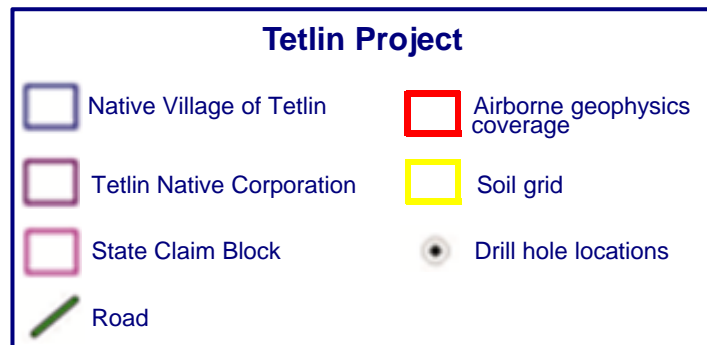 Tetlin Project
Native Village of Tetlin
Airborne geophysics
coverage
Tetlin Native Corporation
Soil grid
State Claim Block
Drill hole locations
Road